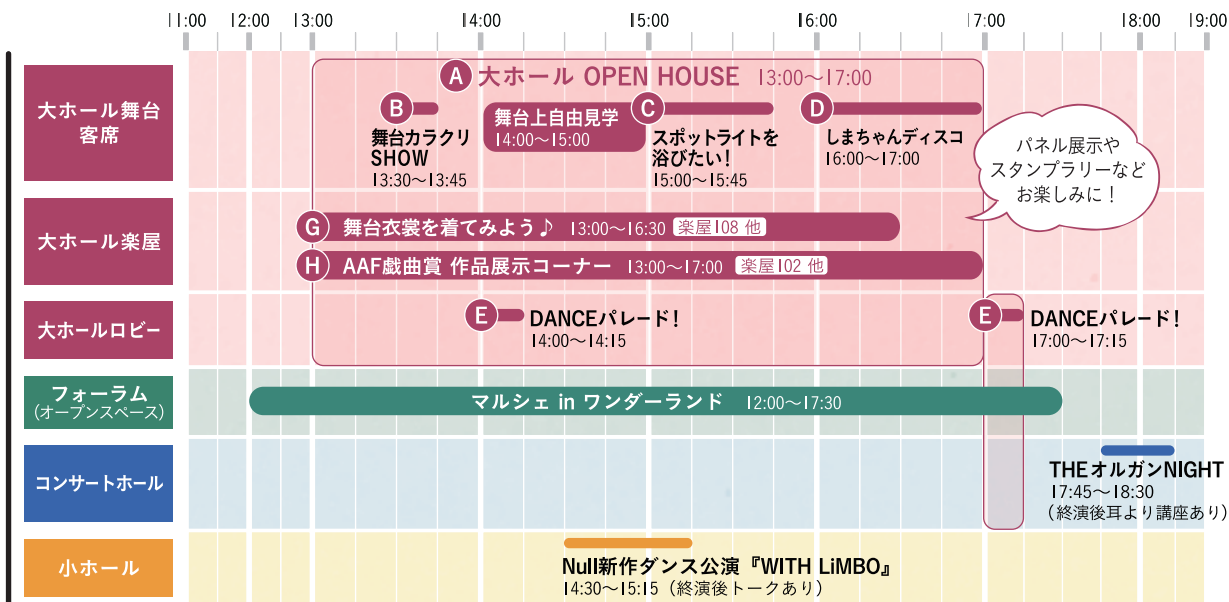 11:00 12:00 13:00 14:00 15:00 16:00 17:00 18:00 19:00
大ホール舞台
客席
A 大ホール OPEN HOUSE 13:00〜17:00
B
舞台カラクリ
SHOW
13:30〜13:45
舞台上自由見学
14:00〜15:00
C
スポットライトを
浴びたい！
15:00〜15:45
D
しまちゃんディスコ
16:00〜17:00
パネル展示や
スタンプラリーなど
お楽しみに！
大ホール楽屋
G 舞台衣裳を着てみよう♪ 13:00〜16:30 楽屋108 他
H AAF戯曲賞 作品展示コーナー 13:00〜17:00 楽屋102 他
大ホールロビー
E DANCEパレード！
14:00〜14:15
E DANCEパレード！
17:00〜17:15
フォーラム
(オープンスペース)
マルシェ in ワンダーランド 12:00〜17:30
コンサートホール
THEオルガンNIGHT
17:45〜18:30
(終演後耳より講座あり)
小ホール
Null新作ダンス公演『WITH LiMBO』
14:30〜15:15（終演後トークあり）